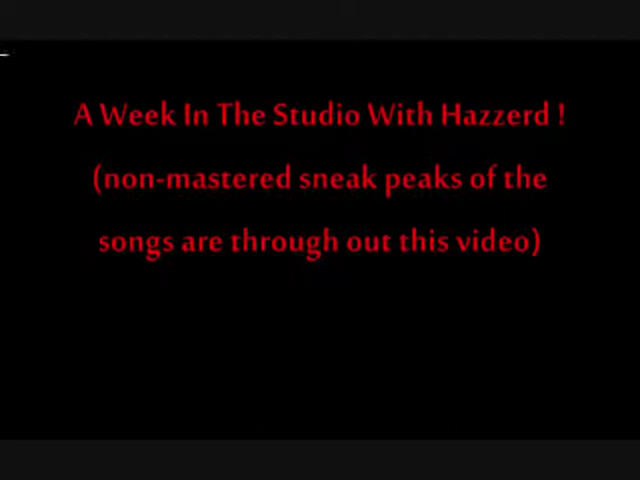 A Week In The Studio With Hazzerd !
(non-mastered sneak peaks of the
songs are through out this video)